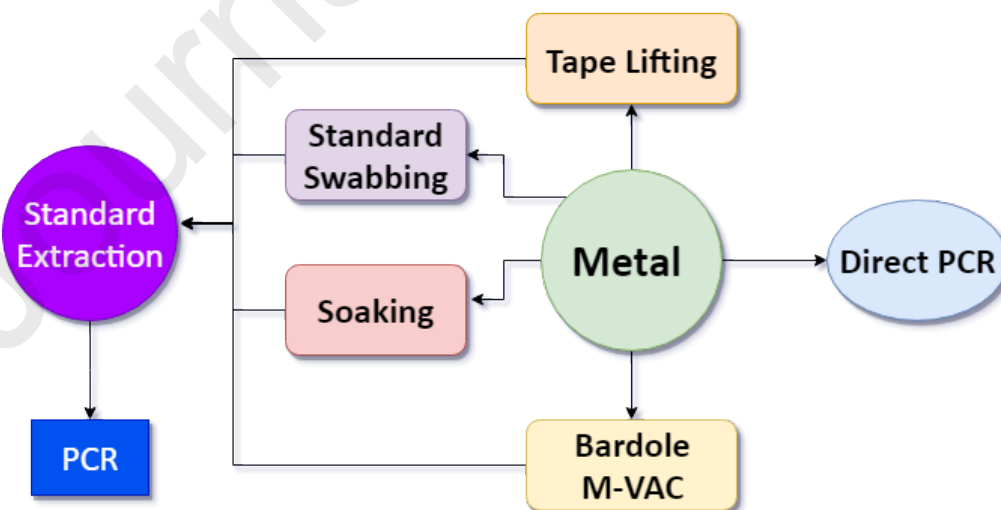 Tape Lifting
Standard
Swabbing
Standard
Extraction
Metal
Direct PCR
Soaking
Bardole
M-VAC
PCR